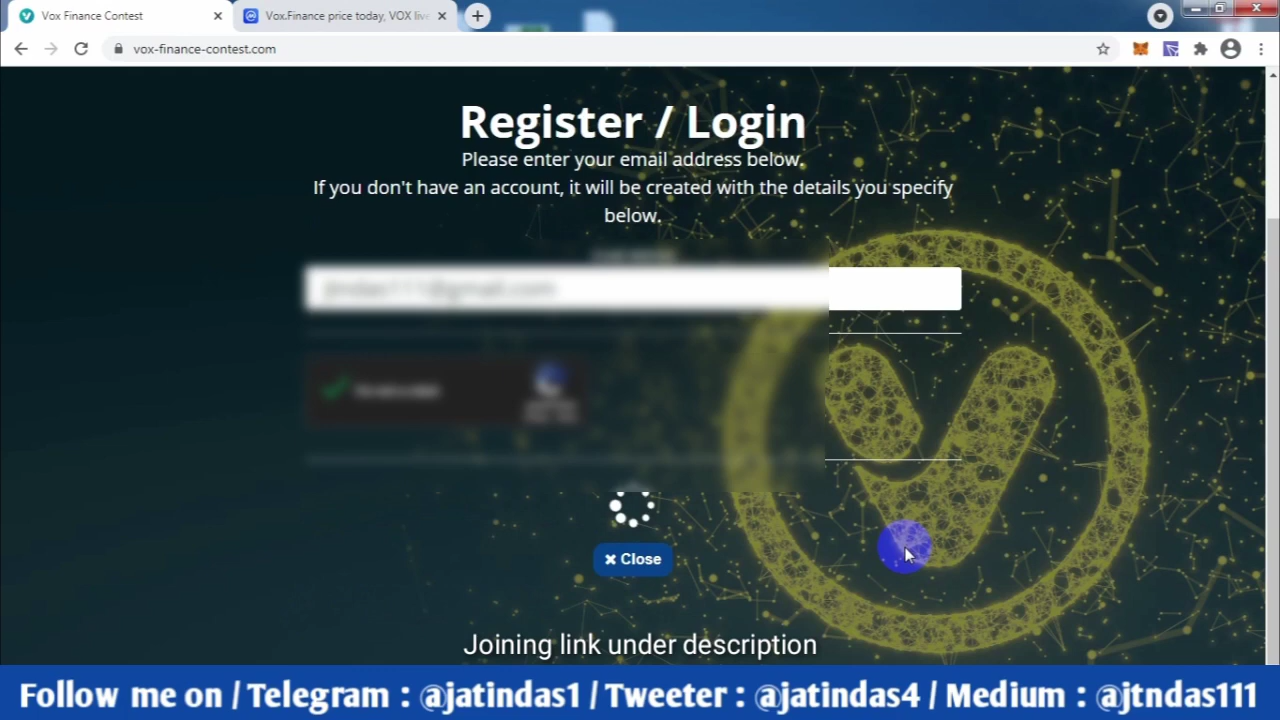 Vox Finance Contest
Vox.Finance price today, VOX live
vox-finance-contest.com
Register / Login
Please enter your email address below.
If you don't have an account, it will be created with the details you specify
below.
✖ Close
Joining link under description
Follow me on / Telegram : @jatindas1 / Tweeter : @jatindas4 / Medium : @jtndas111